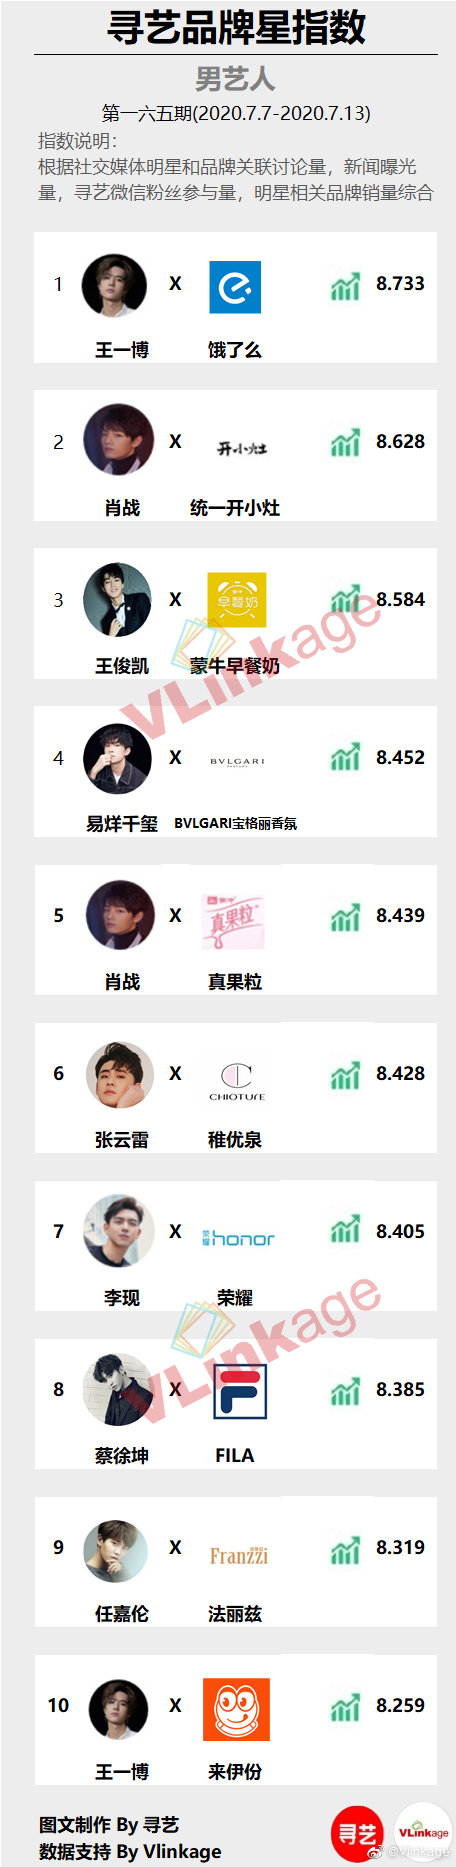 寻艺品牌星指数
男艺人
第一六五期(2020.7.7-2020.7.13)
指数说明：
根据社交媒体明星和品牌关联讨论量，新闻曝光
量，寻艺微信粉丝参与量，明星相关品牌销量综合
1 X 8.733
王一博 饿了么
2 X 开小灶 8.628
肖战 统一开小灶
3 X 早餐奶 8.584
王俊凯 蒙牛早餐奶
VLinkage
4 X BVLGARI 8.452
易烊千玺 BVLGARI宝格丽香氛
5 X 真果粒 8.439
肖战 真果粒
6 X CHIOTURE 8.428
张云雷 稚优泉
7 X 荣耀 honor 8.405
李现 荣耀
VLinkage
8 X F 8.385
蔡徐坤 FILA
9 X Franzzi 8.319
任嘉伦 法丽兹
10 X 8.259
王一博 来伊份
图文制作 By 寻艺
数据支持 By Vlinkage
寻艺
VLinkage
@Vlinkage